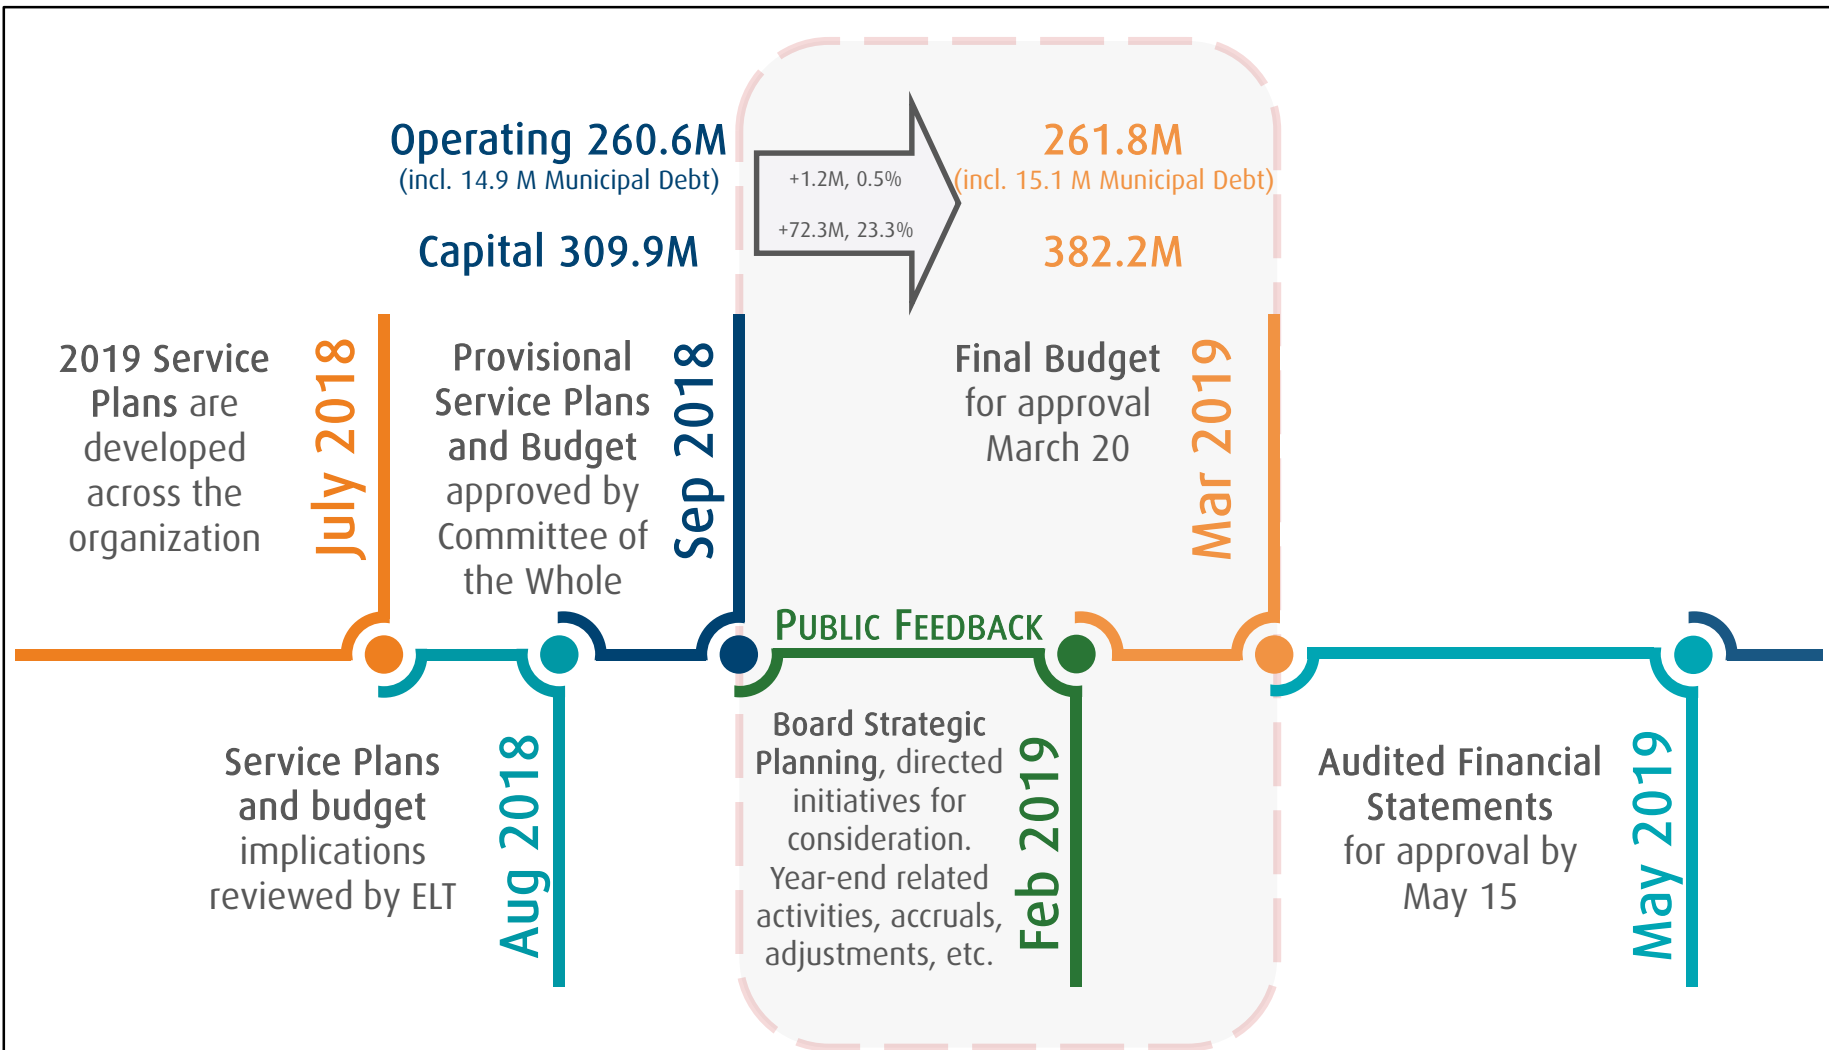 Operating 260.6M
(incl. 14.9 M Municipal Debt)
Capital 309.9M
+1.2M, 0.5%
+72.3M, 23.3%
261.8M
(incl. 15.1 M Municipal Debt)
382.2M
2019 Service
Plans are
developed
across the
organization
July 2018
Provisional
Service Plans
and Budget
approved by
Committee of
the Whole
Sep 2018
Final Budget
for approval
March 20
Mar 2019
PUBLIC FEEDBACK
Service Plans
and budget
implications
reviewed by ELT
Aug 2018
Board Strategic
Planning, directed
initiatives for
consideration.
Year-end related
activities, accruals,
adjustments, etc.
Feb 2019
Audited Financial
Statements
for approval by
May 15
May 2019